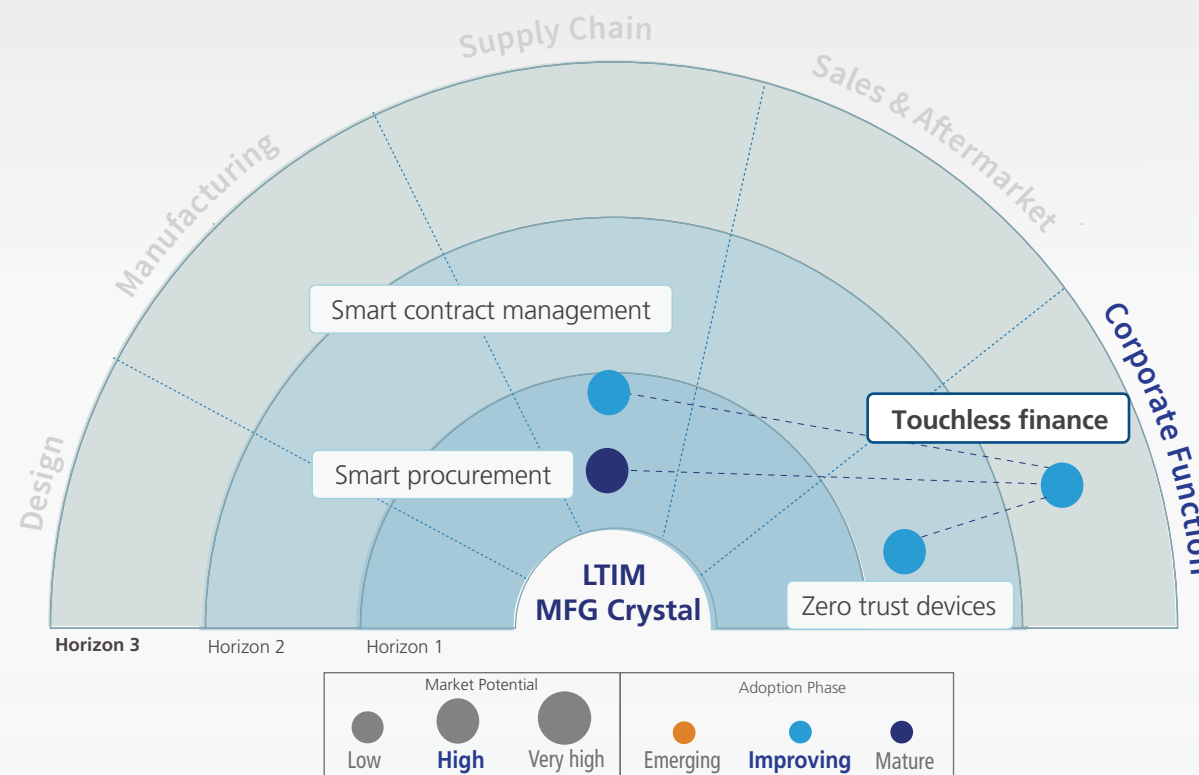 Supply Chain
Sales & Aftermarket
Manufacturing
Smart contract management
Corporate Function
Touchless finance
Design
Smart procurement
LTIM
MFG Crystal
Zero trust devices
Horizon 3
Horizon 2
Horizon 1
Market Potential
Low
High
Very high
Adoption Phase
Emerging
Improving
Mature